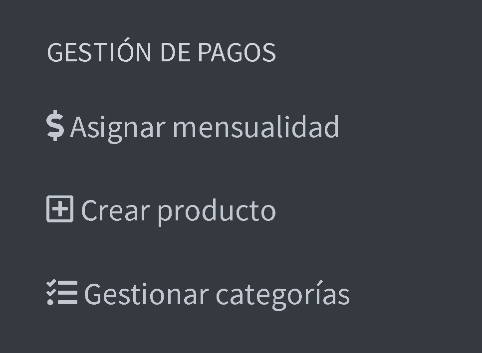 GESTIÓN DE PAGOS
$ Asignar mensualidad
Crear producto
Gestionar categorías